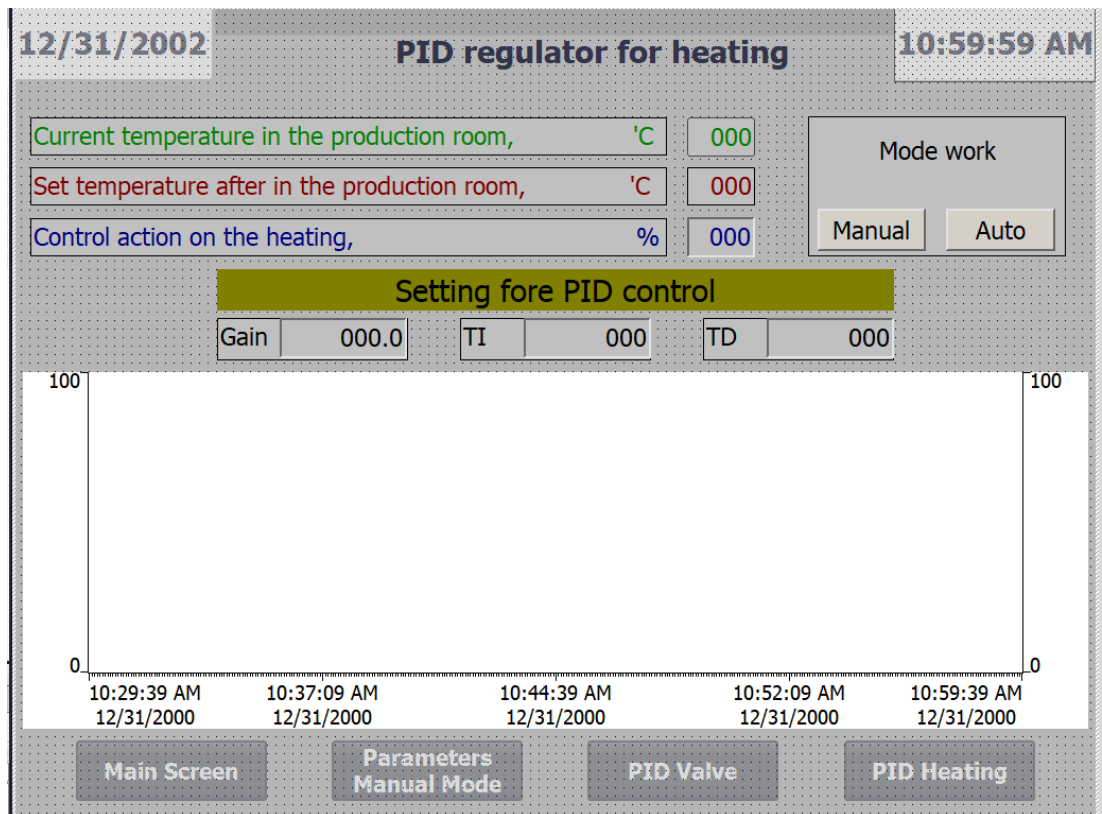 12/31/2002
PID regulator for heating
10:59:59 AM
Current temperature in the production room, 'C 000
Set temperature after in the production room, 'C 000
Control action on the heating, % 000
Mode work
Manual Auto
Setting fore PID control
Gain 000.0 TI 000 TD 000
100 100
0 0
10:29:39 AM 10:37:09 AM 10:44:39 AM 10:52:09 AM 10:59:39 AM
12/31/2000 12/31/2000 12/31/2000 12/31/2000 12/31/2000
Main Screen
Parameters
Manual Mode
PID Valve
PID Heating